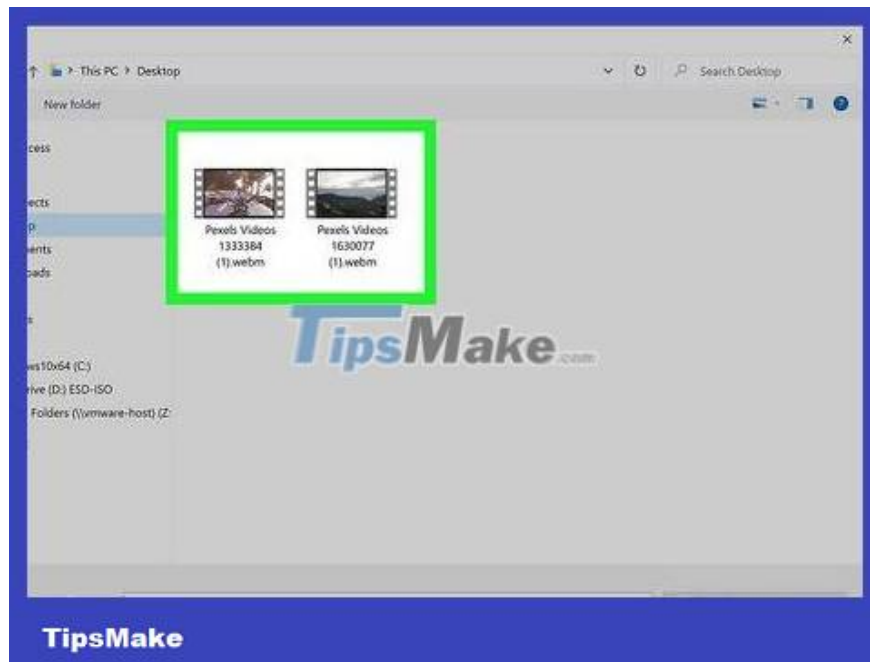 This PC > Desktop
Search Desktop
New folder
cess
ects
p
ents
oads
s
ws10x64 (C:)
rive (D:) ESD-ISO
Folders (\\vmware-host) (Z:
Pexels Videos
1333384
(1).webm
Pexels Videos
1630077
(1).webm
TipsMake.com
TipsMake